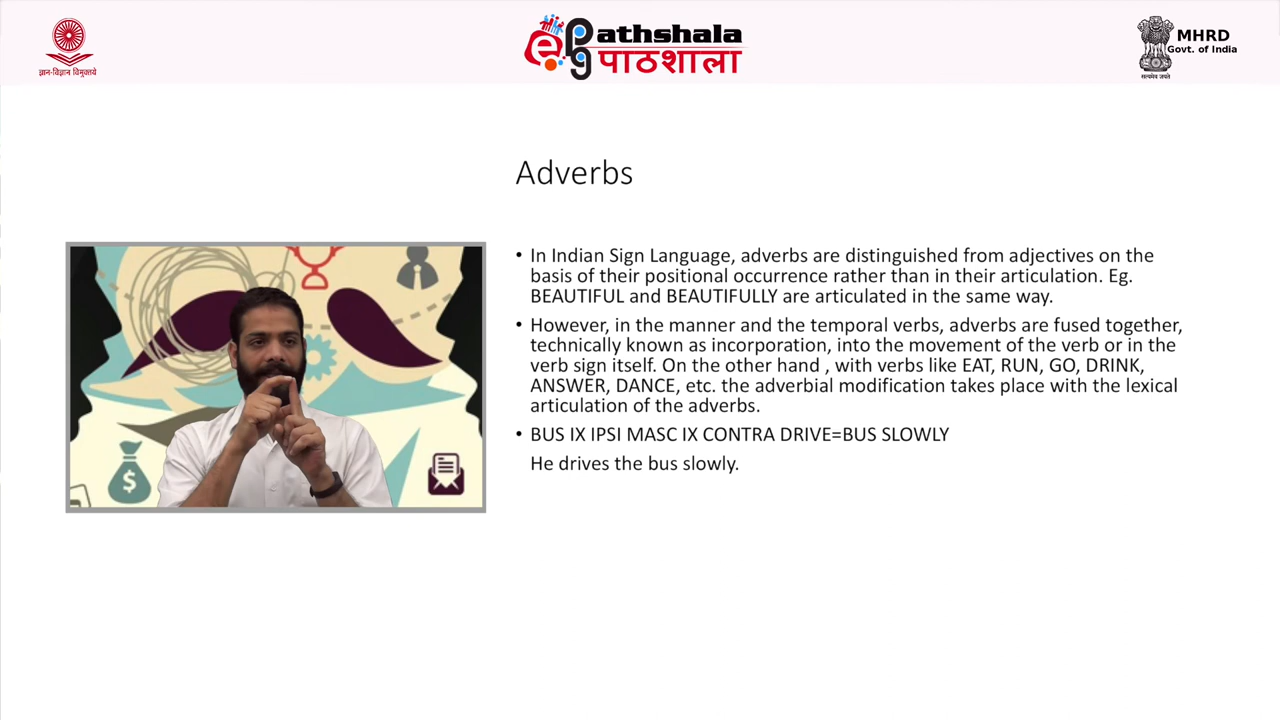 ज्ञान-विज्ञान विमुक्तये
e pg athshala
पाठशाला
MHRD
Govt. of India
सत्यमेव जयते
Adverbs
• In Indian Sign Language, adverbs are distinguished from adjectives on the
basis of their positional occurrence rather than in their articulation. Eg.
BEAUTIFUL and BEAUTIFULLY are articulated in the same way.
• However, in the manner and the temporal verbs, adverbs are fused together,
technically known as incorporation, into the movement of the verb or in the
verb sign itself. On the other hand , with verbs like EAT, RUN, GO, DRINK,
ANSWER, DANCE, etc. the adverbial modification takes place with the lexical
articulation of the adverbs.
• BUS IX IPSI MASC IX CONTRA DRIVE=BUS SLOWLY
He drives the bus slowly.
$